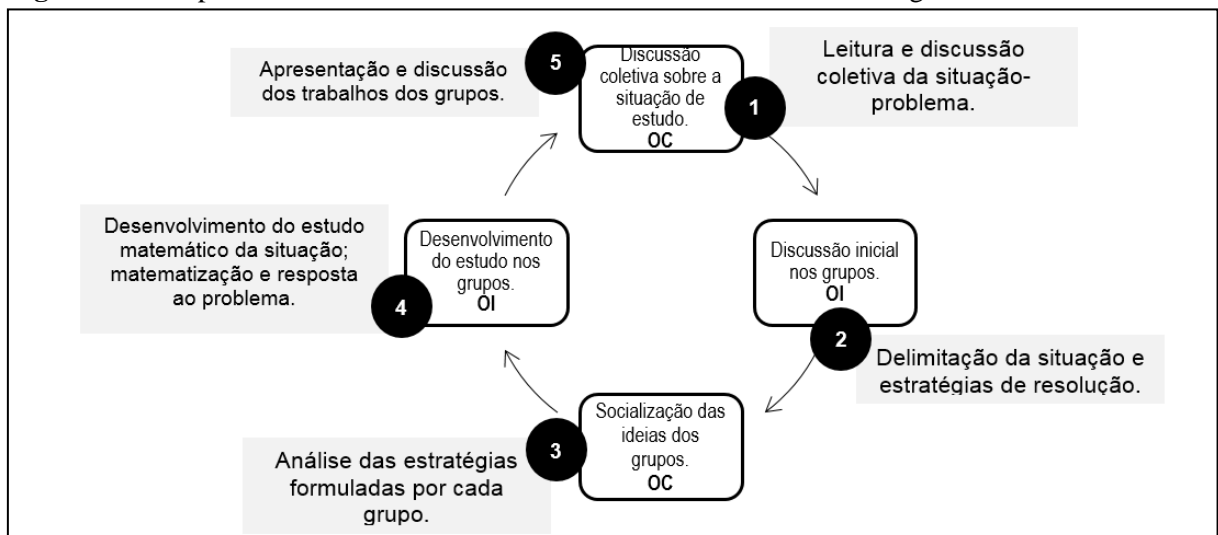 5
Apresentação e discussão
dos trabalhos dos grupos.
Discussão
coletiva sobre a
situação de
estudo.
OC
1
Leitura e discussão
coletiva da situação-
problema.
Desenvolvimento do estudo
matemático da situação;
matematização e resposta
ao problema.
4
Desenvolvimento
do estudo nos
grupos.
OI
Discussão inicial
nos grupos.
OI
2
Delimitação da situação e
estratégias de resolução.
Análise das estratégias
formuladas por cada
grupo.
3
Socialização das
ideias dos
grupos.
OC